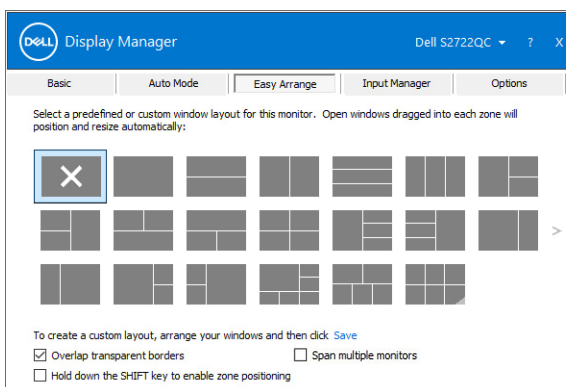 DELL Display Manager Dell S2722QC ? X
Basic Auto Mode Easy Arrange Input Manager Options
Select a predefined or custom window layout for this monitor. Open windows dragged into each zone will
position and resize automatically:
To create a custom layout, arrange your windows and then click Save
Overlap transparent borders Span multiple monitors
Hold down the SHIFT key to enable zone positioning